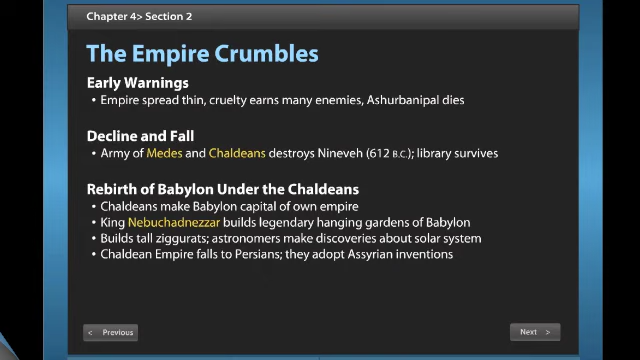 Chapter 4> Section 2
The Empire Crumbles
Early Warnings
• Empire spread thin, cruelty earns many enemies, Ashurbanipal dies
Decline and Fall
• Army of Medes and Chaldeans destroys Nineveh (612 B.C.); library survives
Rebirth of Babylon Under the Chaldeans
• Chaldeans make Babylon capital of own empire
• King Nebuchadnezzar builds legendary hanging gardens of Babylon
• Builds tall ziggurats; astronomers make discoveries about solar system
• Chaldean Empire falls to Persians; they adopt Assyrian inventions
< Previous
Next >